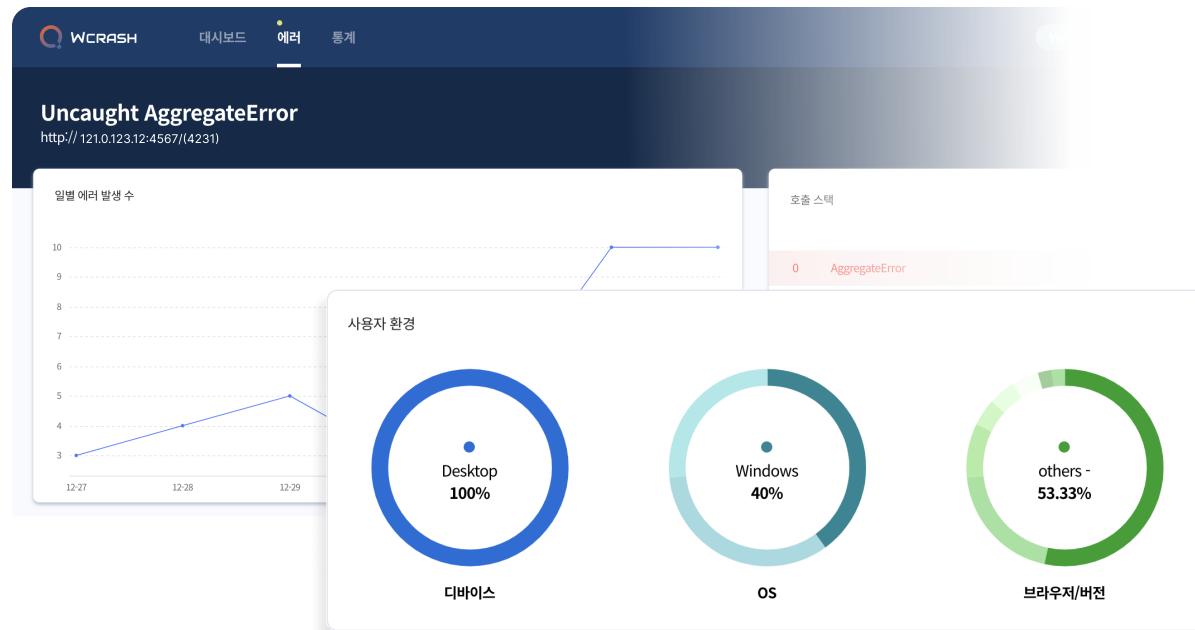 WCRASH
대시보드
에러
통계
Uncaught AggregateError
http:// 121.0.123.12:4567/(4231)
일별 에러 발생 수
10
9
8
7
6
5
4
3
12-27
12-28
12-29
호출 스택
0 AggregateError
사용자 환경
Desktop
100%
디바이스
Windows
40%
OS
others -
53.33%
브라우저/버전